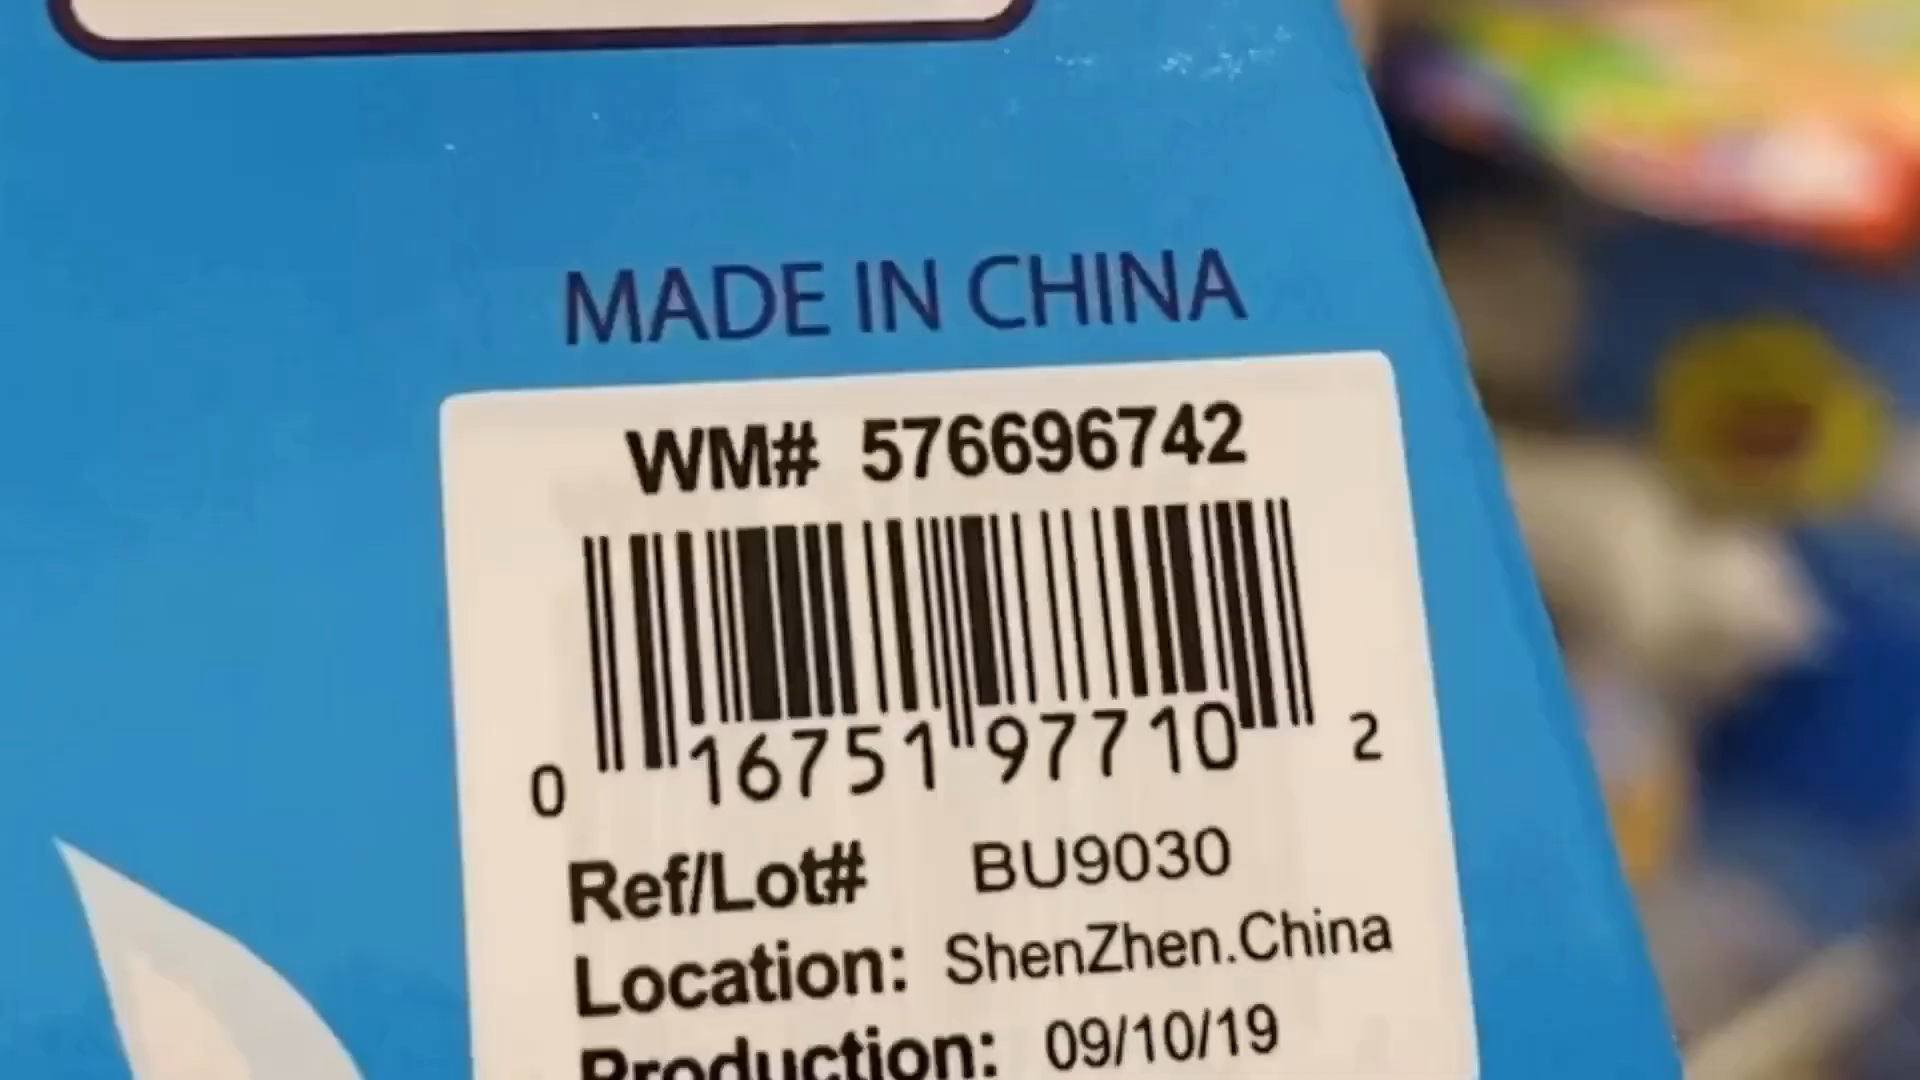 MADE IN CHINA
WM# 576696742
0 16751 97710 2
Ref/Lot# BU9030
Location: ShenZhen.China
Production: 09/10/19